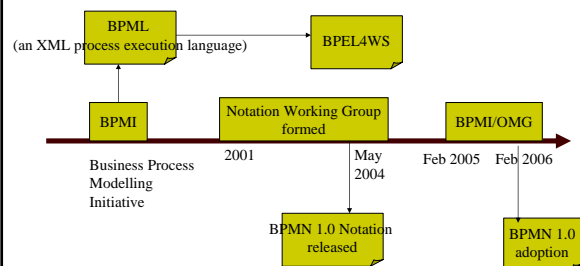 BPML
(an XML process execution language)
BPEL4WS
BPMI
Notation Working Group
formed
BPMI/OMG
Business Process
Modelling
Initiative
2001
May
2004
Feb 2005
Feb 2006
BPMN 1.0 Notation
released
BPMN 1.0
adoption